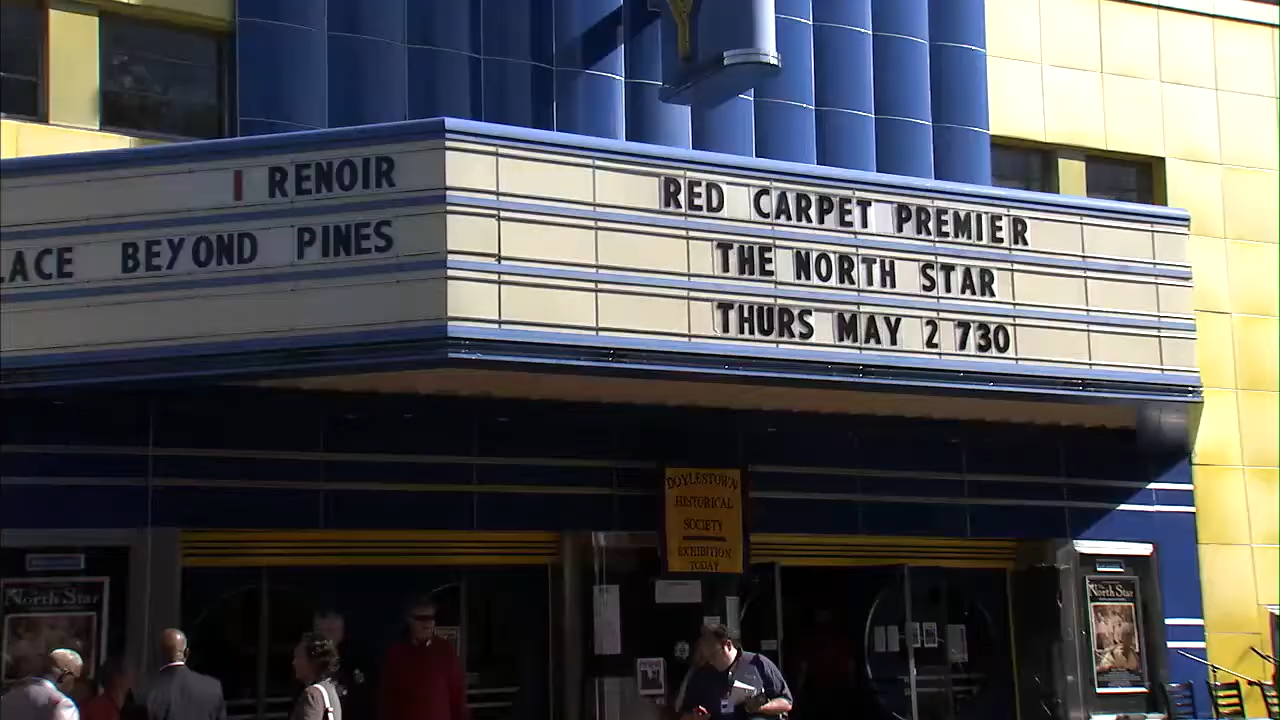 RENOIR
LACE BEYOND PINES
RED CARPET PREMIER
THE NORTH STAR
THURS MAY 2 730
DOYLESTOWN
HISTORICAL
SOCIETY
EXHIBITION
TODAY
North Star
North Star